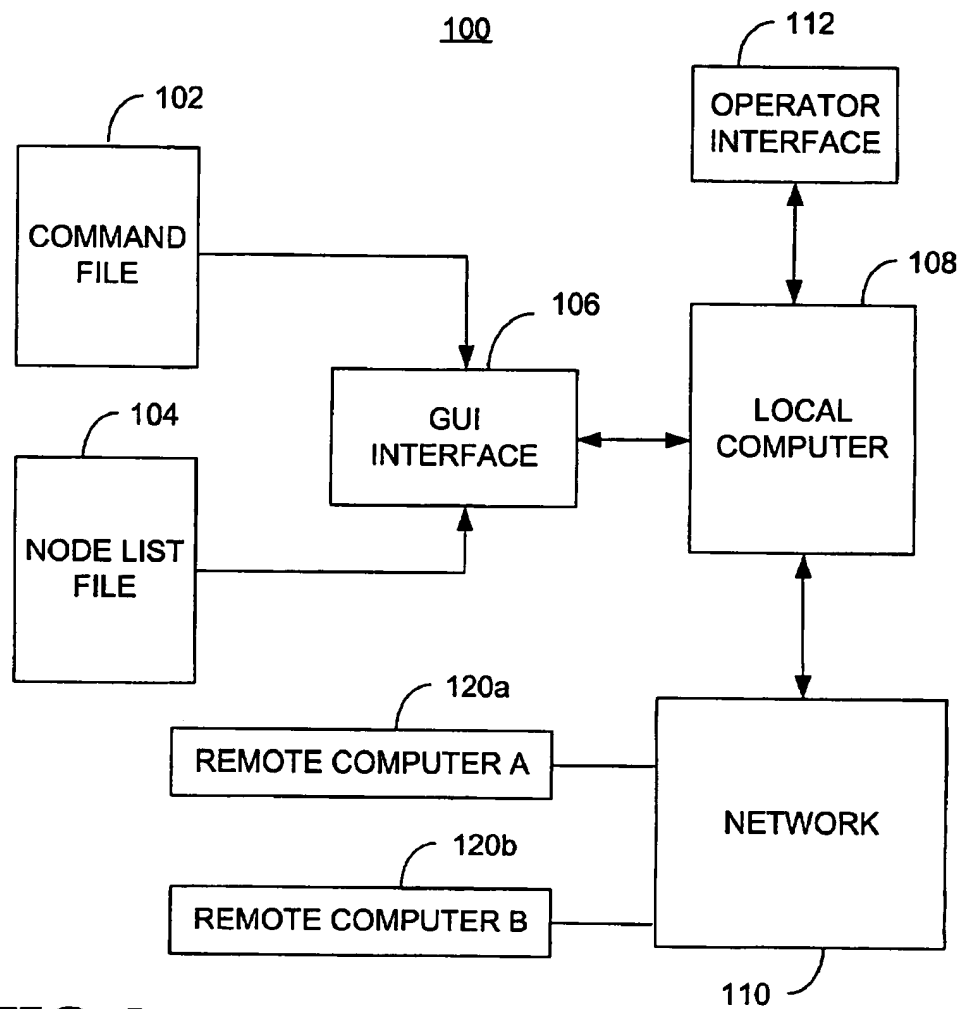 100
112
OPERATOR
INTERFACE
102
COMMAND
FILE
108
106
GUI
INTERFACE
LOCAL
COMPUTER
104
NODE LIST
FILE
120a
REMOTE COMPUTER A
NETWORK
120b
REMOTE COMPUTER B
110